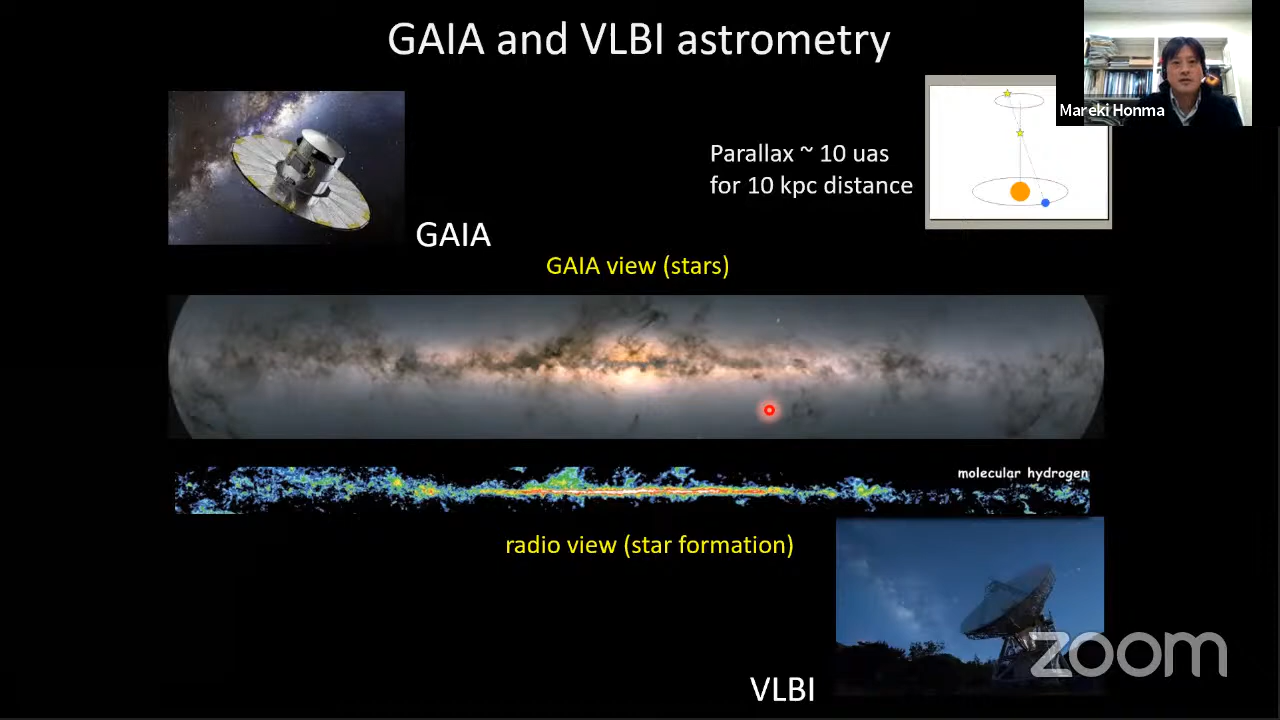 GAIA and VLBI astrometry
Mareki Honma
Parallax ~ 10 uas
for 10 kpc distance
GAIA
GAIA view (stars)
molecular hydrogen
radio view (star formation)
zoom
VLBI